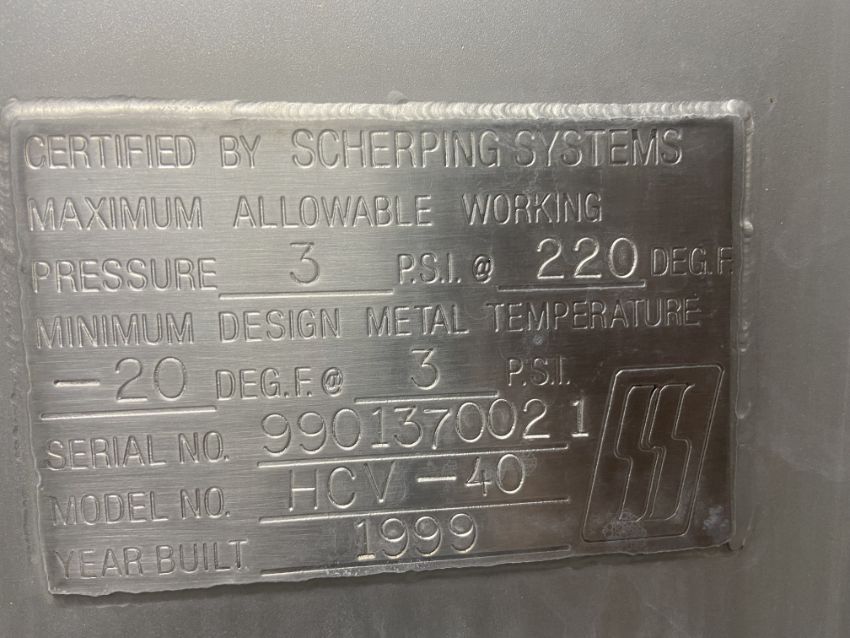 CERTIFIED BY SCHERPING SYSTEMS
MAXIMUM ALLOWABLE WORKING
PRESSURE 3 P.S.I. @ 220 DEG.F.
MINIMUM DESIGN METAL TEMPERATURE
-20 DEG.F. @ 3 P.S.I.
SERIAL NO. 9901370021
MODEL NO. HCV-40
YEAR BUILT 1999